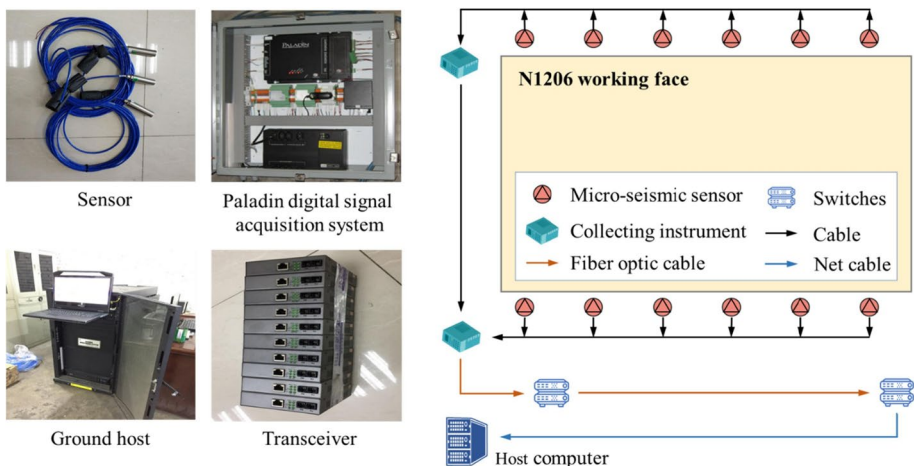 PALADIN
Sensor
Paladin digital signal
acquisition system
Ground host
Transceiver
N1206 working face
Micro-seismic sensor
Switches
Collecting instrument
Cable
Fiber optic cable
Net cable
Host computer